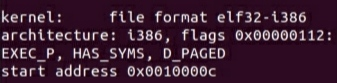 kernel:     file format elf32-i386
architecture: i386, flags 0x00000112:
EXEC_P, HAS_SYMS, D_PAGED
start address 0x0010000c